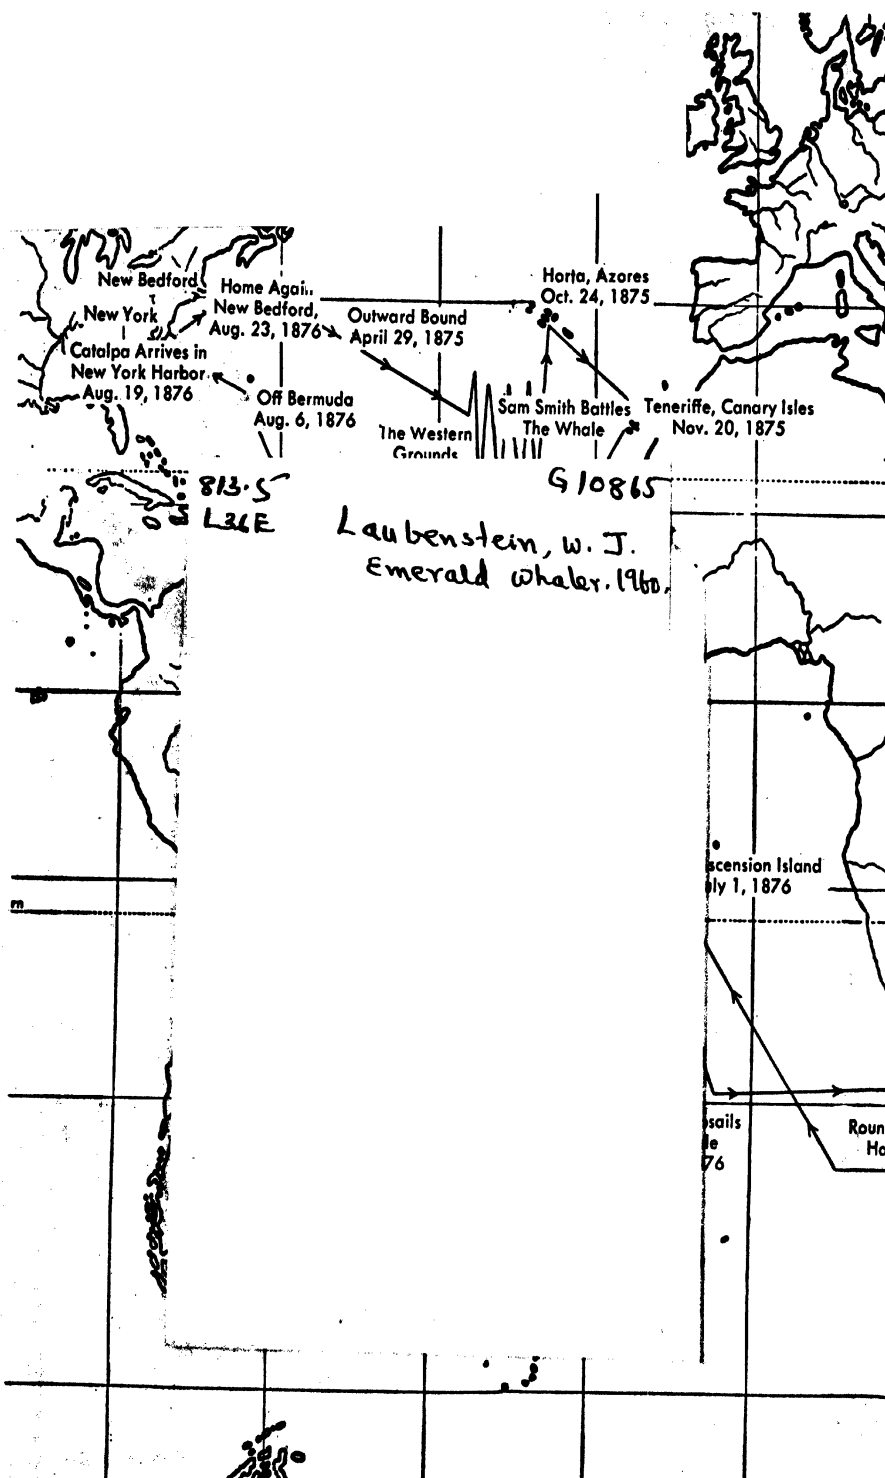 New Bedford
Home Again
New Bedford,
Aug. 23, 1876
New York
Catalpa Arrives in
New York Harbor
Aug. 19, 1876
Outward Bound
April 29, 1875
Horta, Azores
Oct. 24, 1875
Off Bermuda
Aug. 6, 1876
The Western
Grounds
Sam Smith Battles
The Whale
Teneriffe, Canary Isles
Nov. 20, 1875
813.5
L36E
G10865
Laubenstein, W. J.
Emerald Whaler. 1960.
m
scension Island
ly 1, 1876
sails
le
76
Roun
Ho